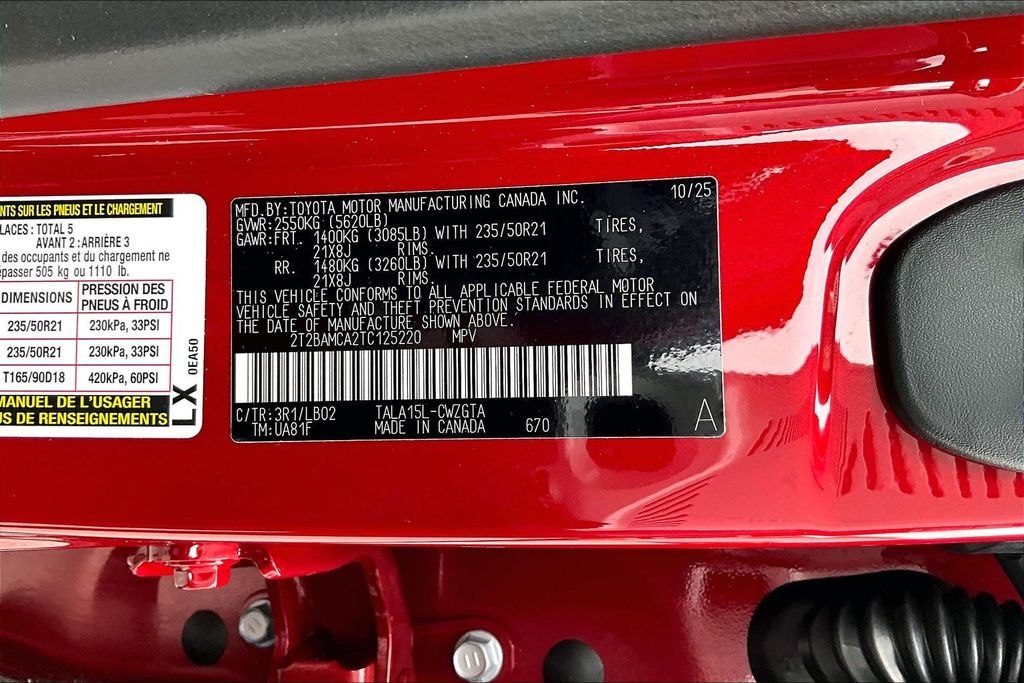 NTS SUR LES PNEUS ET LE CHARGEMENT
PLACES: TOTAL 5
AVANT 2 : ARRIÈRE 3
des occupants et du chargement ne
épasser 505 kg ou 1110 lb.
DIMENSIONS PRESSION DES PNEUS À FROID
235/50R21 230kPa, 33PSI
235/50R21 230kPa, 33PSI
T165/90D18 420kPa, 60PSI
MANUEL DE L'USAGER
US DE RENSEIGNEMENTS
LX 0EA50
10/25
MFD.BY:TOYOTA MOTOR MANUFACTURING CANADA INC.
GVWR:2550KG (5620LB)
GAWR:FRT. 1400KG (3085LB) WITH 235/50R21 TIRES,
21X8J RIMS.
RR. 1480KG (3260LB) WITH 235/50R21 TIRES,
21X8J RIMS.
THIS VEHICLE CONFORMS TO ALL APPLICABLE FEDERAL MOTOR
VEHICLE SAFETY AND THEFT PREVENTION STANDARDS IN EFFECT ON
THE DATE OF MANUFACTURE SHOWN ABOVE.
2T2BAMCA2TC125220 MPV
C/TR:3R1/LB02 TALA15L-CWZGTA
TM:UA81F MADE IN CANADA 670 A